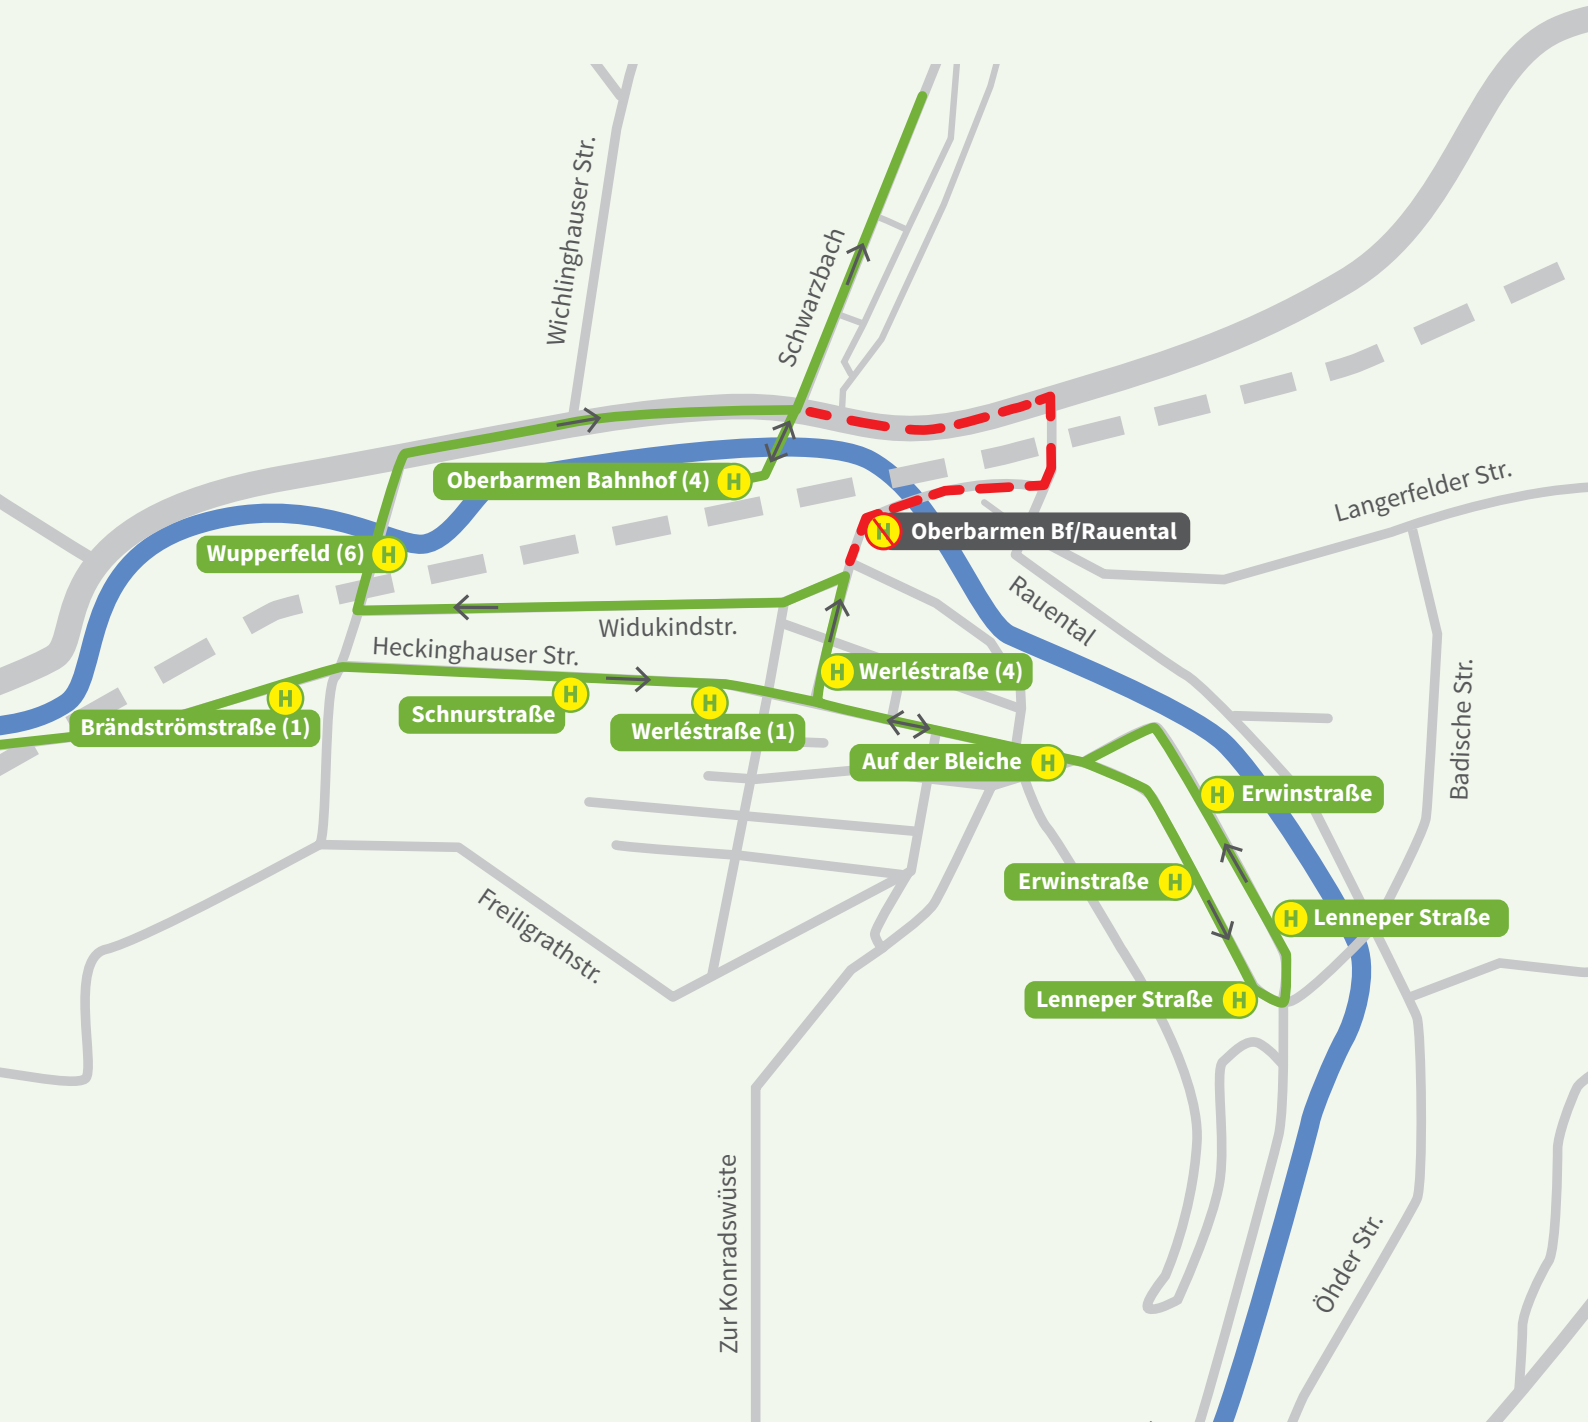 Wichlinghauser Str.
Schwarzbach
H
Oberbarmen Bahnhof (4) H
Langerfelder Str.
Oberbarmen Bf/Rauental
Wupperfeld (6) H
Rauental
Widukindstr.
Heckinghauser Str.
H Werléstraße (4)
H
Brändströmstraße (1)
H
Schnurstraße
H
Werléstraße (1)
Badische Str.
Auf der Bleiche H
H Erwinstraße
Erwinstraße H
H Lenneper Straße
Freiligrathstr.
Lenneper Straße H
Zur Konradswüste
Öhder Str.